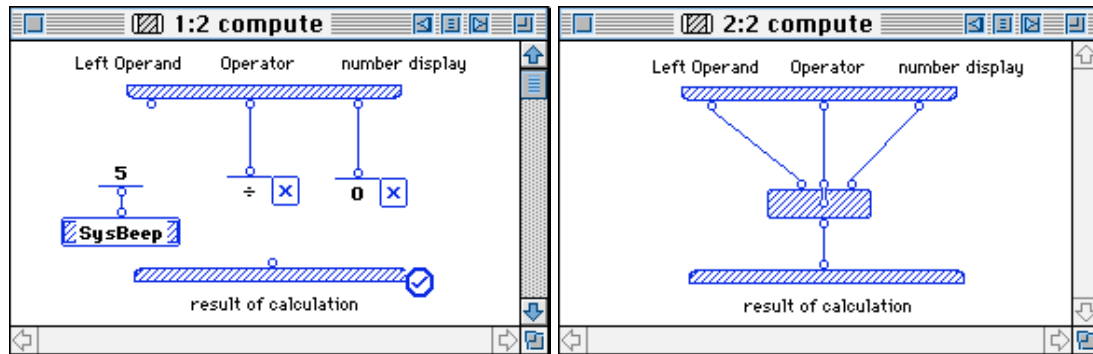 1:2 compute
Left Operand Operator number display
5
÷ 0
SysBeep
result of calculation
2:2 compute
Left Operand Operator number display
result of calculation